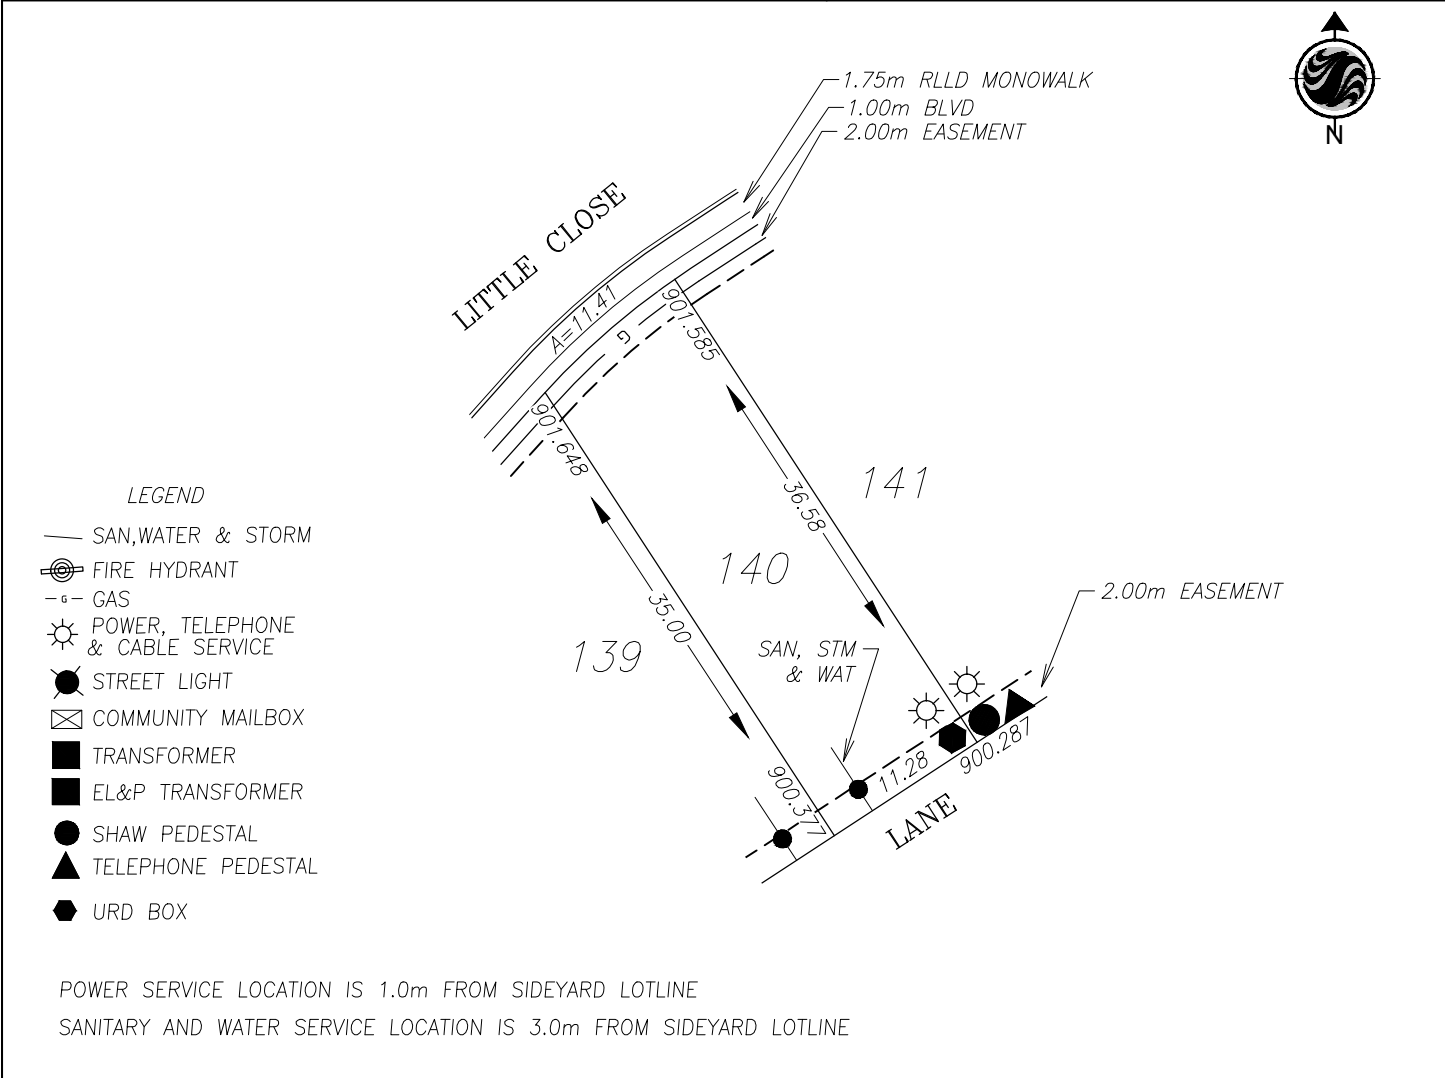 N
1.75m RLLD MONOWALK
1.00m BLVD
2.00m EASEMENT
LITTLE CLOSE
A=11.41
G
901.585
901.648
36.58
141
140
35.00
139
2.00m EASEMENT
SAN, STM
& WAT
900.377
11.28
900.287
LANE
LEGEND
SAN,WATER & STORM
FIRE HYDRANT
G GAS
POWER, TELEPHONE
& CABLE SERVICE
STREET LIGHT
COMMUNITY MAILBOX
TRANSFORMER
EL&P TRANSFORMER
SHAW PEDESTAL
TELEPHONE PEDESTAL
URD BOX
POWER SERVICE LOCATION IS 1.0m FROM SIDEYARD LOTLINE
SANITARY AND WATER SERVICE LOCATION IS 3.0m FROM SIDEYARD LOTLINE